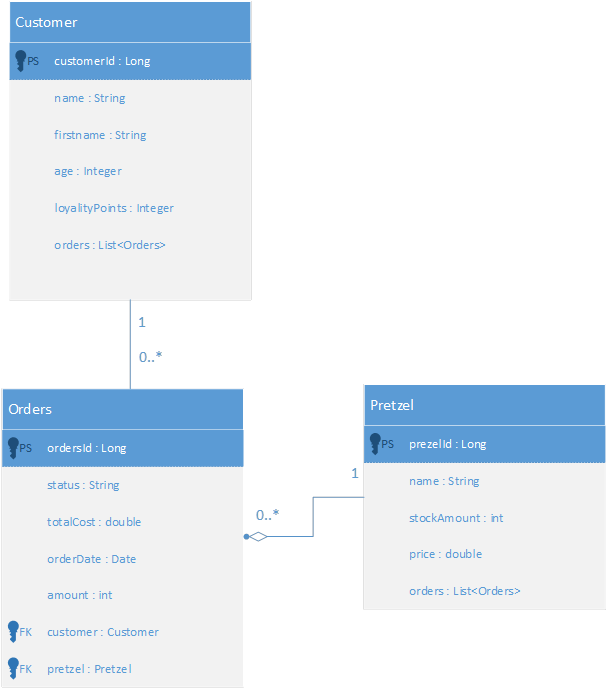 Customer
PS customerId : Long
name : String
firstname : String
age : Integer
loyalityPoints : Integer
orders : List<Orders>
1
0..*
Orders
PS ordersId : Long
status : String
totalCost : double
orderDate : Date
amount : int
FK customer : Customer
FK pretzel : Pretzel
0..*
1
Pretzel
PS prezelId : Long
name : String
stockAmount : int
price : double
orders : List<Orders>